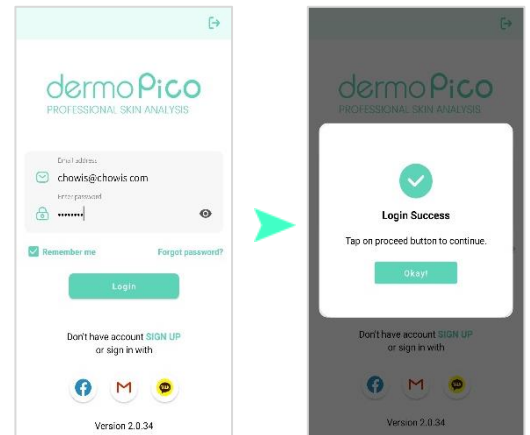 dermoPico
PROFESSIONAL SKIN ANALYSIS
Email address
chowis@chowis com
Enter password
Remember me
Forgot password?
Login
Don't have account SIGN UP
or sign in with
Version 2.0.34
dermoPico
PROFESSIONAL SKIN ANALYSIS
Login Success
Tap on proceed button to continue.
Okay!
Don't have account SIGN UP
or sign in with
Version 2.0.34